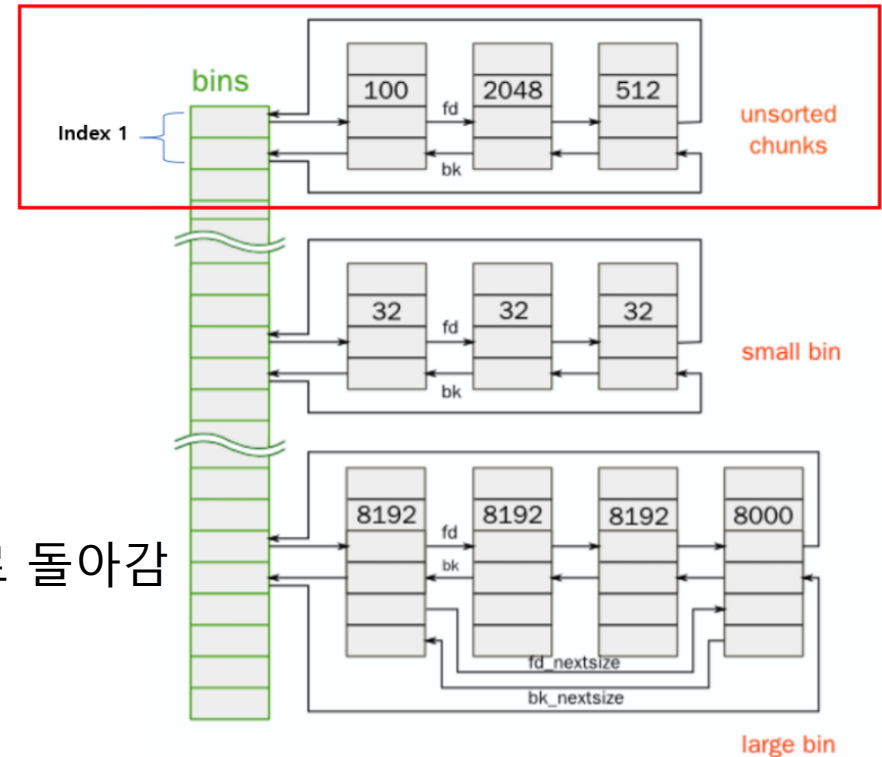 bins
Index 1
100 2048 512
fd
bk
unsorted
chunks
32 32 32
fd
bk
small bin
8192 8192 8192 8000
fd
bk
돌아감
fd_nextsize
bk_nextsize
large bin